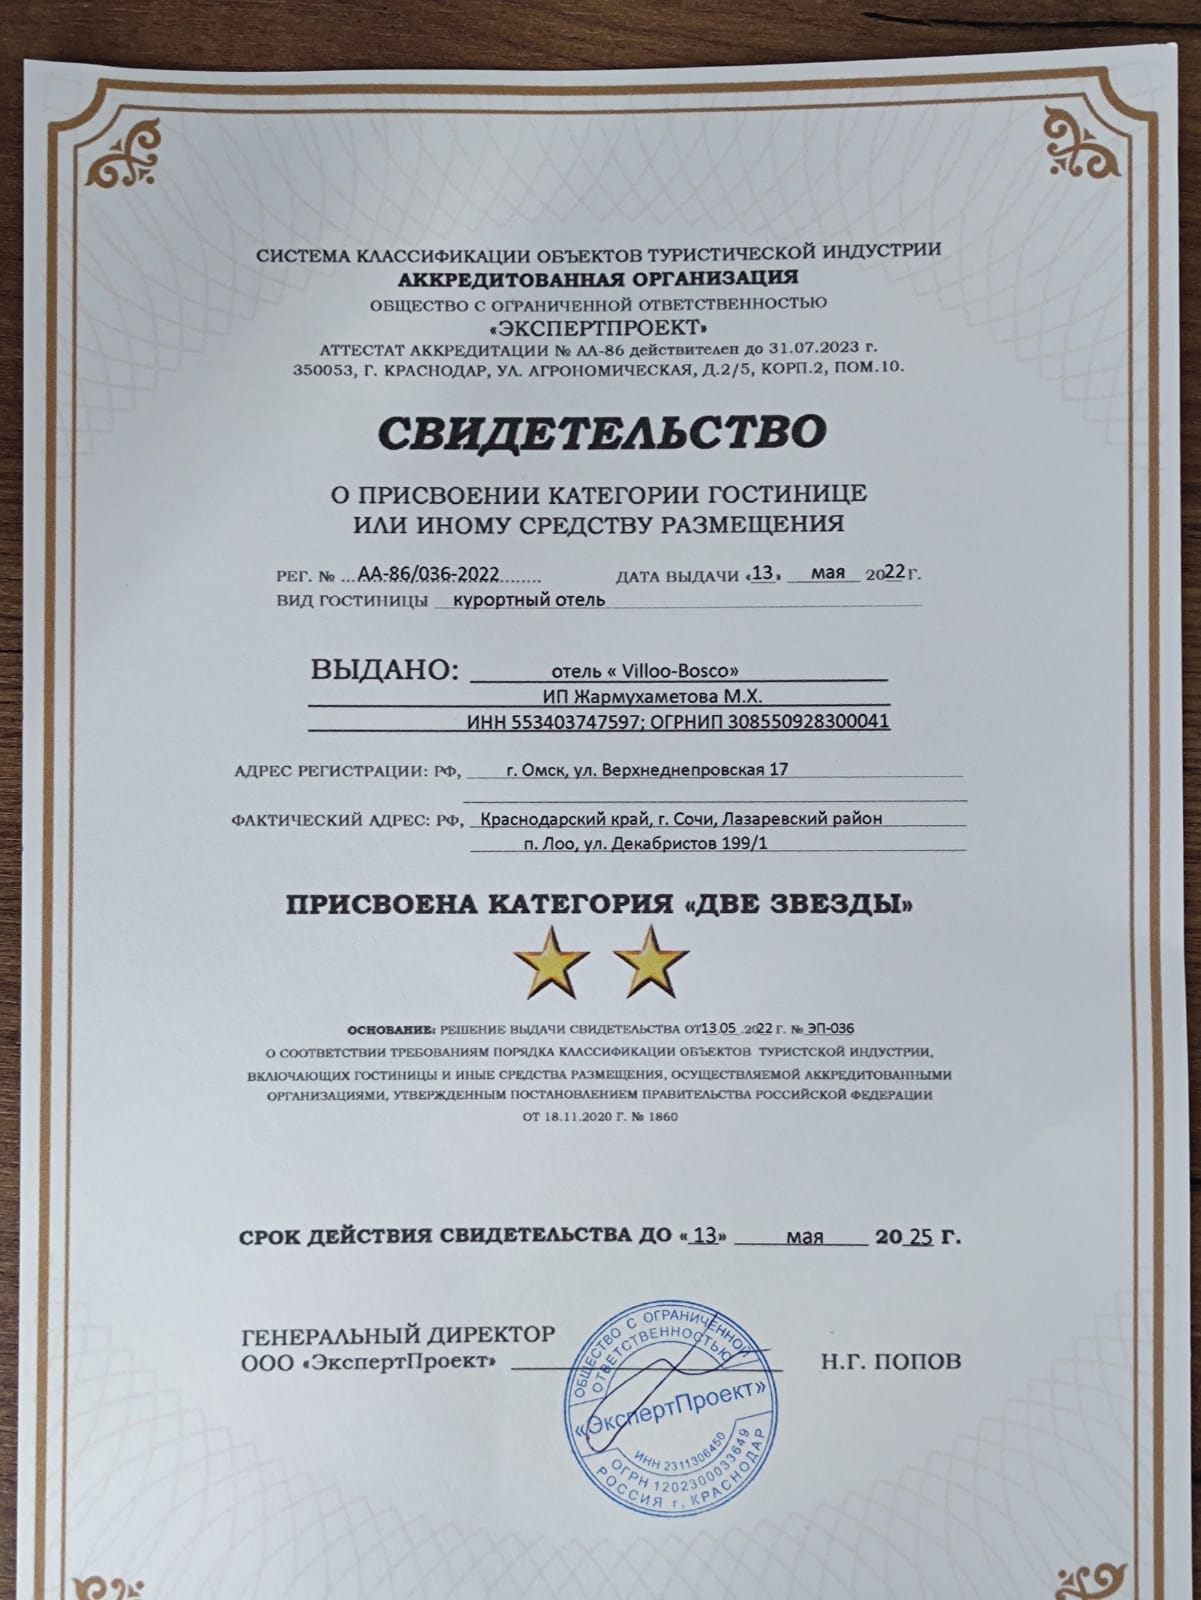 СИСТЕМА КЛАССИФИКАЦИИ ОБЪЕКТОВ ТУРИСТИЧЕСКОЙ ИНДУСТРИИ
АККРЕДИТОВАННАЯ ОРГАНИЗАЦИЯ
ОБЩЕСТВО С ОГРАНИЧЕННОЙ ОТВЕТСТВЕННОСТЬЮ
«ЭКСПЕРТПРОЕКТ»
АТТЕСТАТ АККРЕДИТАЦИИ № АА-86 действителен до 31.07.2023 г.
350053, Г. КРАСНОДАР, УЛ. АГРОНОМИЧЕСКАЯ, Д.2/5, КОРП.2, ПОМ.10.
СВИДЕТЕЛЬСТВО
О ПРИСВОЕНИИ КАТЕГОРИИ ГОСТИНИЦЕ
ИЛИ ИНОМУ СРЕДСТВУ РАЗМЕЩЕНИЯ
РЕГ. № ...АА-86/036-2022........ ДАТА ВЫДАЧИ «13» мая 2022 г.
ВИД ГОСТИНИЦЫ курортный отель
ВЫДАНО: отель « Villoo-Bosco»
ИП Жармухаметова М.Х.
ИНН 553403747597; ОГРНИП 308550928300041
АДРЕС РЕГИСТРАЦИИ: РФ, г. Омск, ул. Верхнеднепровская 17
ФАКТИЧЕСКИЙ АДРЕС: РФ, Краснодарский край, г. Сочи, Лазаревский район
п. Лоо, ул. Декабристов 199/1
ПРИСВОЕНА КАТЕГОРИЯ «ДВЕ ЗВЕЗДЫ»
ОСНОВАНИЕ: РЕШЕНИЕ ВЫДАЧИ СВИДЕТЕЛЬСТВА ОТ 13.05 .2022 Г. № ЭП-036
О СООТВЕТСТВИИ ТРЕБОВАНИЯМ ПОРЯДКА КЛАССИФИКАЦИИ ОБЪЕКТОВ ТУРИСТСКОЙ ИНДУСТРИИ,
ВКЛЮЧАЮЩИХ ГОСТИНИЦЫ И ИНЫЕ СРЕДСТВА РАЗМЕЩЕНИЯ, ОСУЩЕСТВЛЯЕМОЙ АККРЕДИТОВАННЫМИ
ОРГАНИЗАЦИЯМИ, УТВЕРЖДЕННЫМ ПОСТАНОВЛЕНИЕМ ПРАВИТЕЛЬСТВА РОССИЙСКОЙ ФЕДЕРАЦИИ
ОТ 18.11.2020 Г. № 1860
СРОК ДЕЙСТВИЯ СВИДЕТЕЛЬСТВА ДО «13» мая 2025 Г.
ГЕНЕРАЛЬНЫЙ ДИРЕКТОР
ООО «ЭкспертПроект» Н.Г. ПОПОВ
ОБЩЕСТВО С ОГРАНИЧЕННОЙ
ОТВЕТСТВЕННОСТЬЮ
«ЭкспертПроект»
ИНН 2311306450
ОГРН 1202300033649
РОССИЯ г. КРАСНОДАР